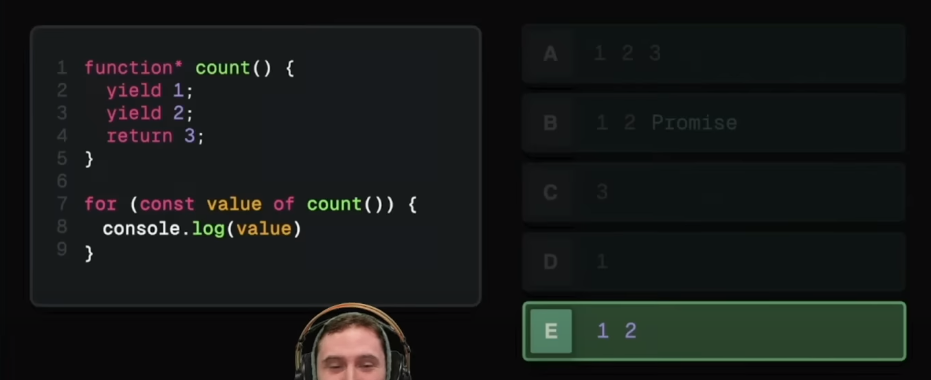 1 function* count() {
2 yield 1;
3 yield 2;
4 return 3;
5 }
6
7 for (const value of count()) {
8 console.log(value)
9 }
A 1 2 3
B 1 2 Promise
C 3
D 1
E 1 2